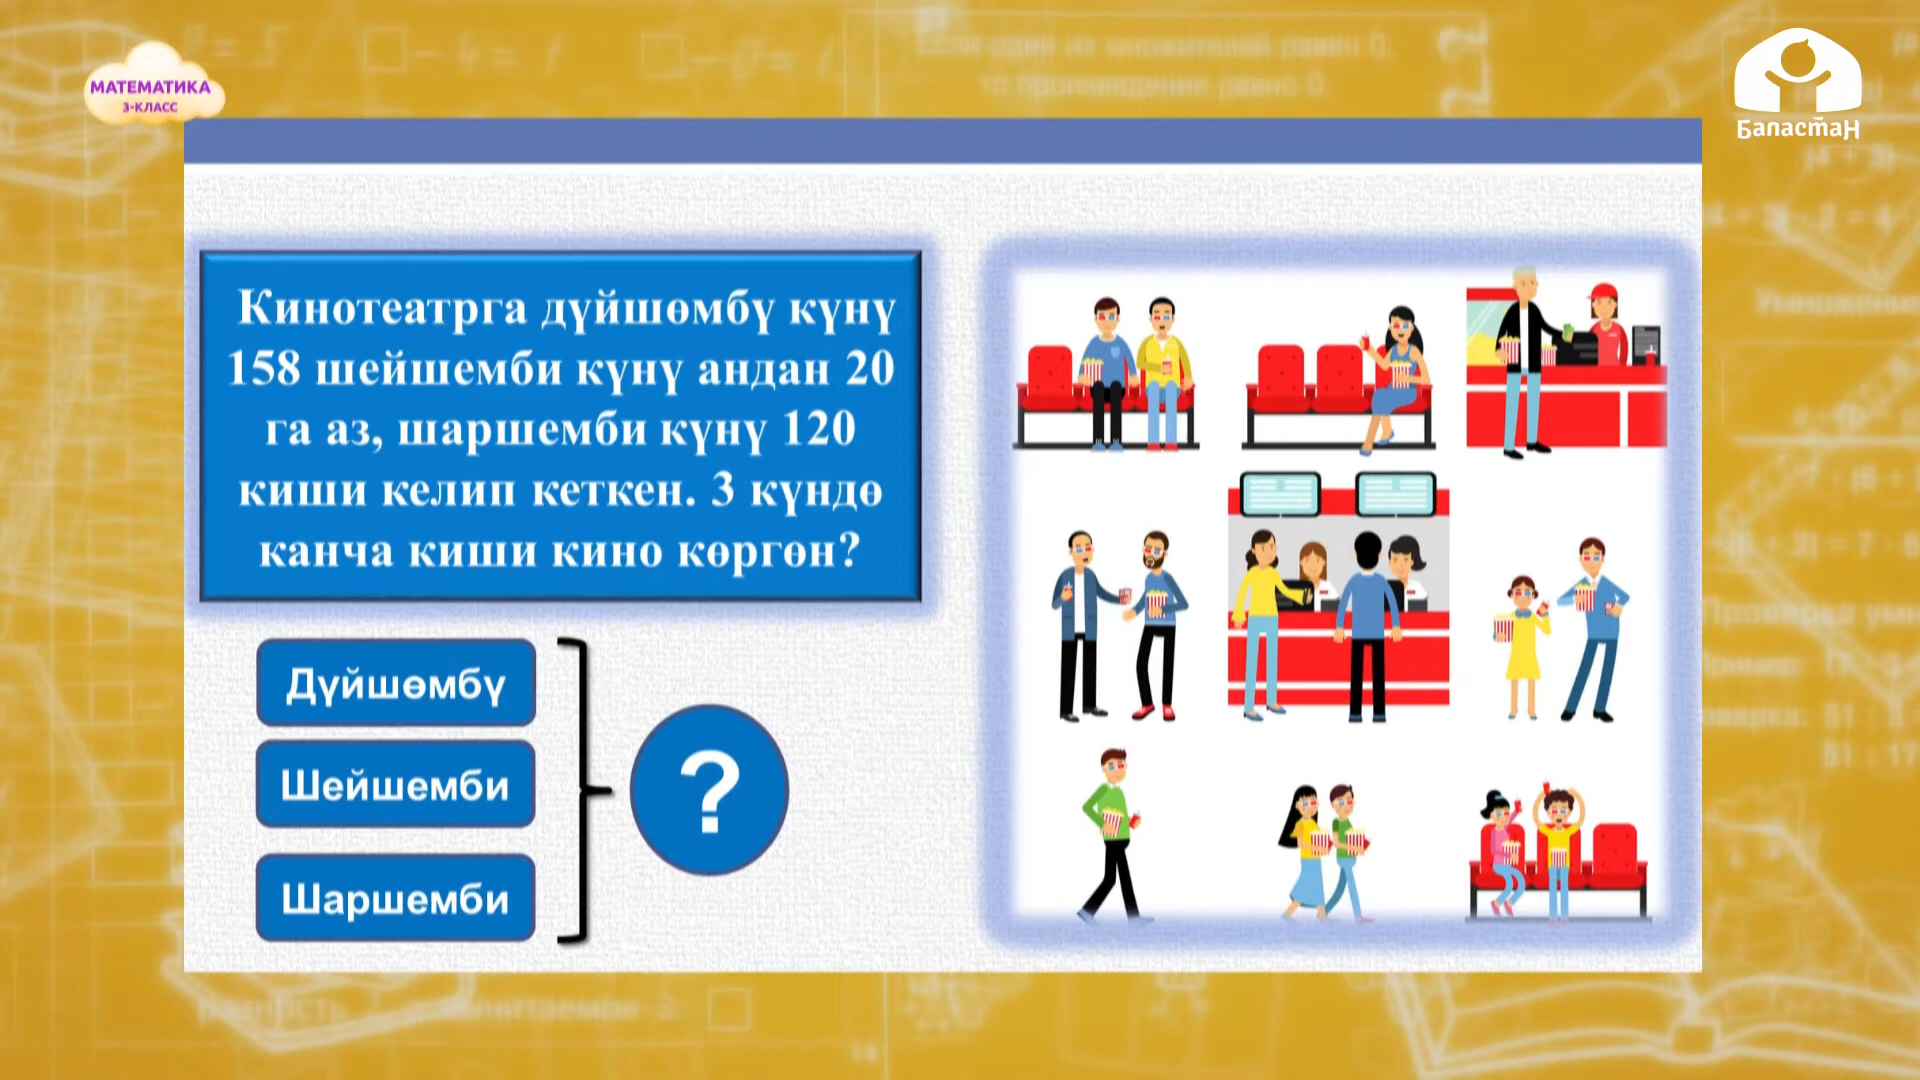 МАТЕМАТИКА
3-КЛАСС
Баластан
Кинотеатрга дүйшөмбү күнү
158 шейшемби күнү андан 20
га аз, шаршемби күнү 120
киши келип кеткен. 3 күндө
канча киши кино көргөн?
Дүйшөмбү
Шейшемби
Шаршемби
?